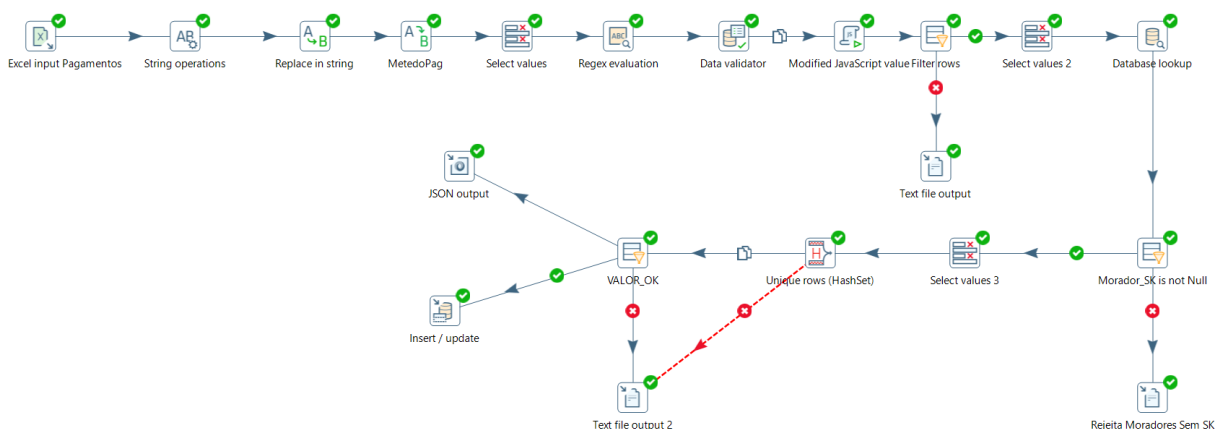 Excel input Pagamentos
String operations
Replace in string
MetedoPag
Select values
Regex evaluation
Data validator
Modified JavaScript value
Filter rows
Select values 2
Database lookup
Text file output
JSON output
VALOR_OK
Unique rows (HashSet)
Select values 3
Morador_SK is not Null
Insert / update
Text file output 2
Rejeita Moradores Sem SK